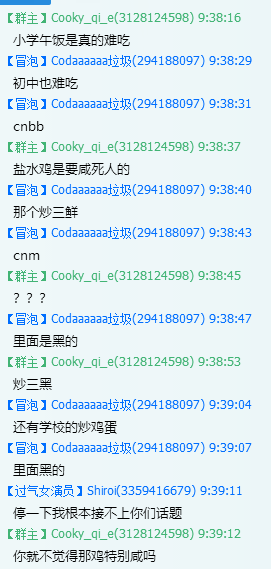 【群主】Cooky_qi_e(3128124598) 9:38:16
小学午饭是真的难吃
【冒泡】Codaaaaaa垃圾(294188097) 9:38:29
初中也难吃
【冒泡】Codaaaaaa垃圾(294188097) 9:38:31
cnbb
【群主】Cooky_qi_e(3128124598) 9:38:37
盐水鸡是要咸死人的
【冒泡】Codaaaaaa垃圾(294188097) 9:38:40
那个炒三鲜
【冒泡】Codaaaaaa垃圾(294188097) 9:38:43
cnm
【群主】Cooky_qi_e(3128124598) 9:38:45
？？？
【冒泡】Codaaaaaa垃圾(294188097) 9:38:47
里面是黑的
【群主】Cooky_qi_e(3128124598) 9:38:53
炒三黑
【冒泡】Codaaaaaa垃圾(294188097) 9:39:04
还有学校的炒鸡蛋
【冒泡】Codaaaaaa垃圾(294188097) 9:39:07
里面黑的
【过气女演员】Shiroi(3359416679) 9:39:11
停一下我根本接不上你们话题
【群主】Cooky_qi_e(3128124598) 9:39:12
你就不觉得那鸡特别咸吗